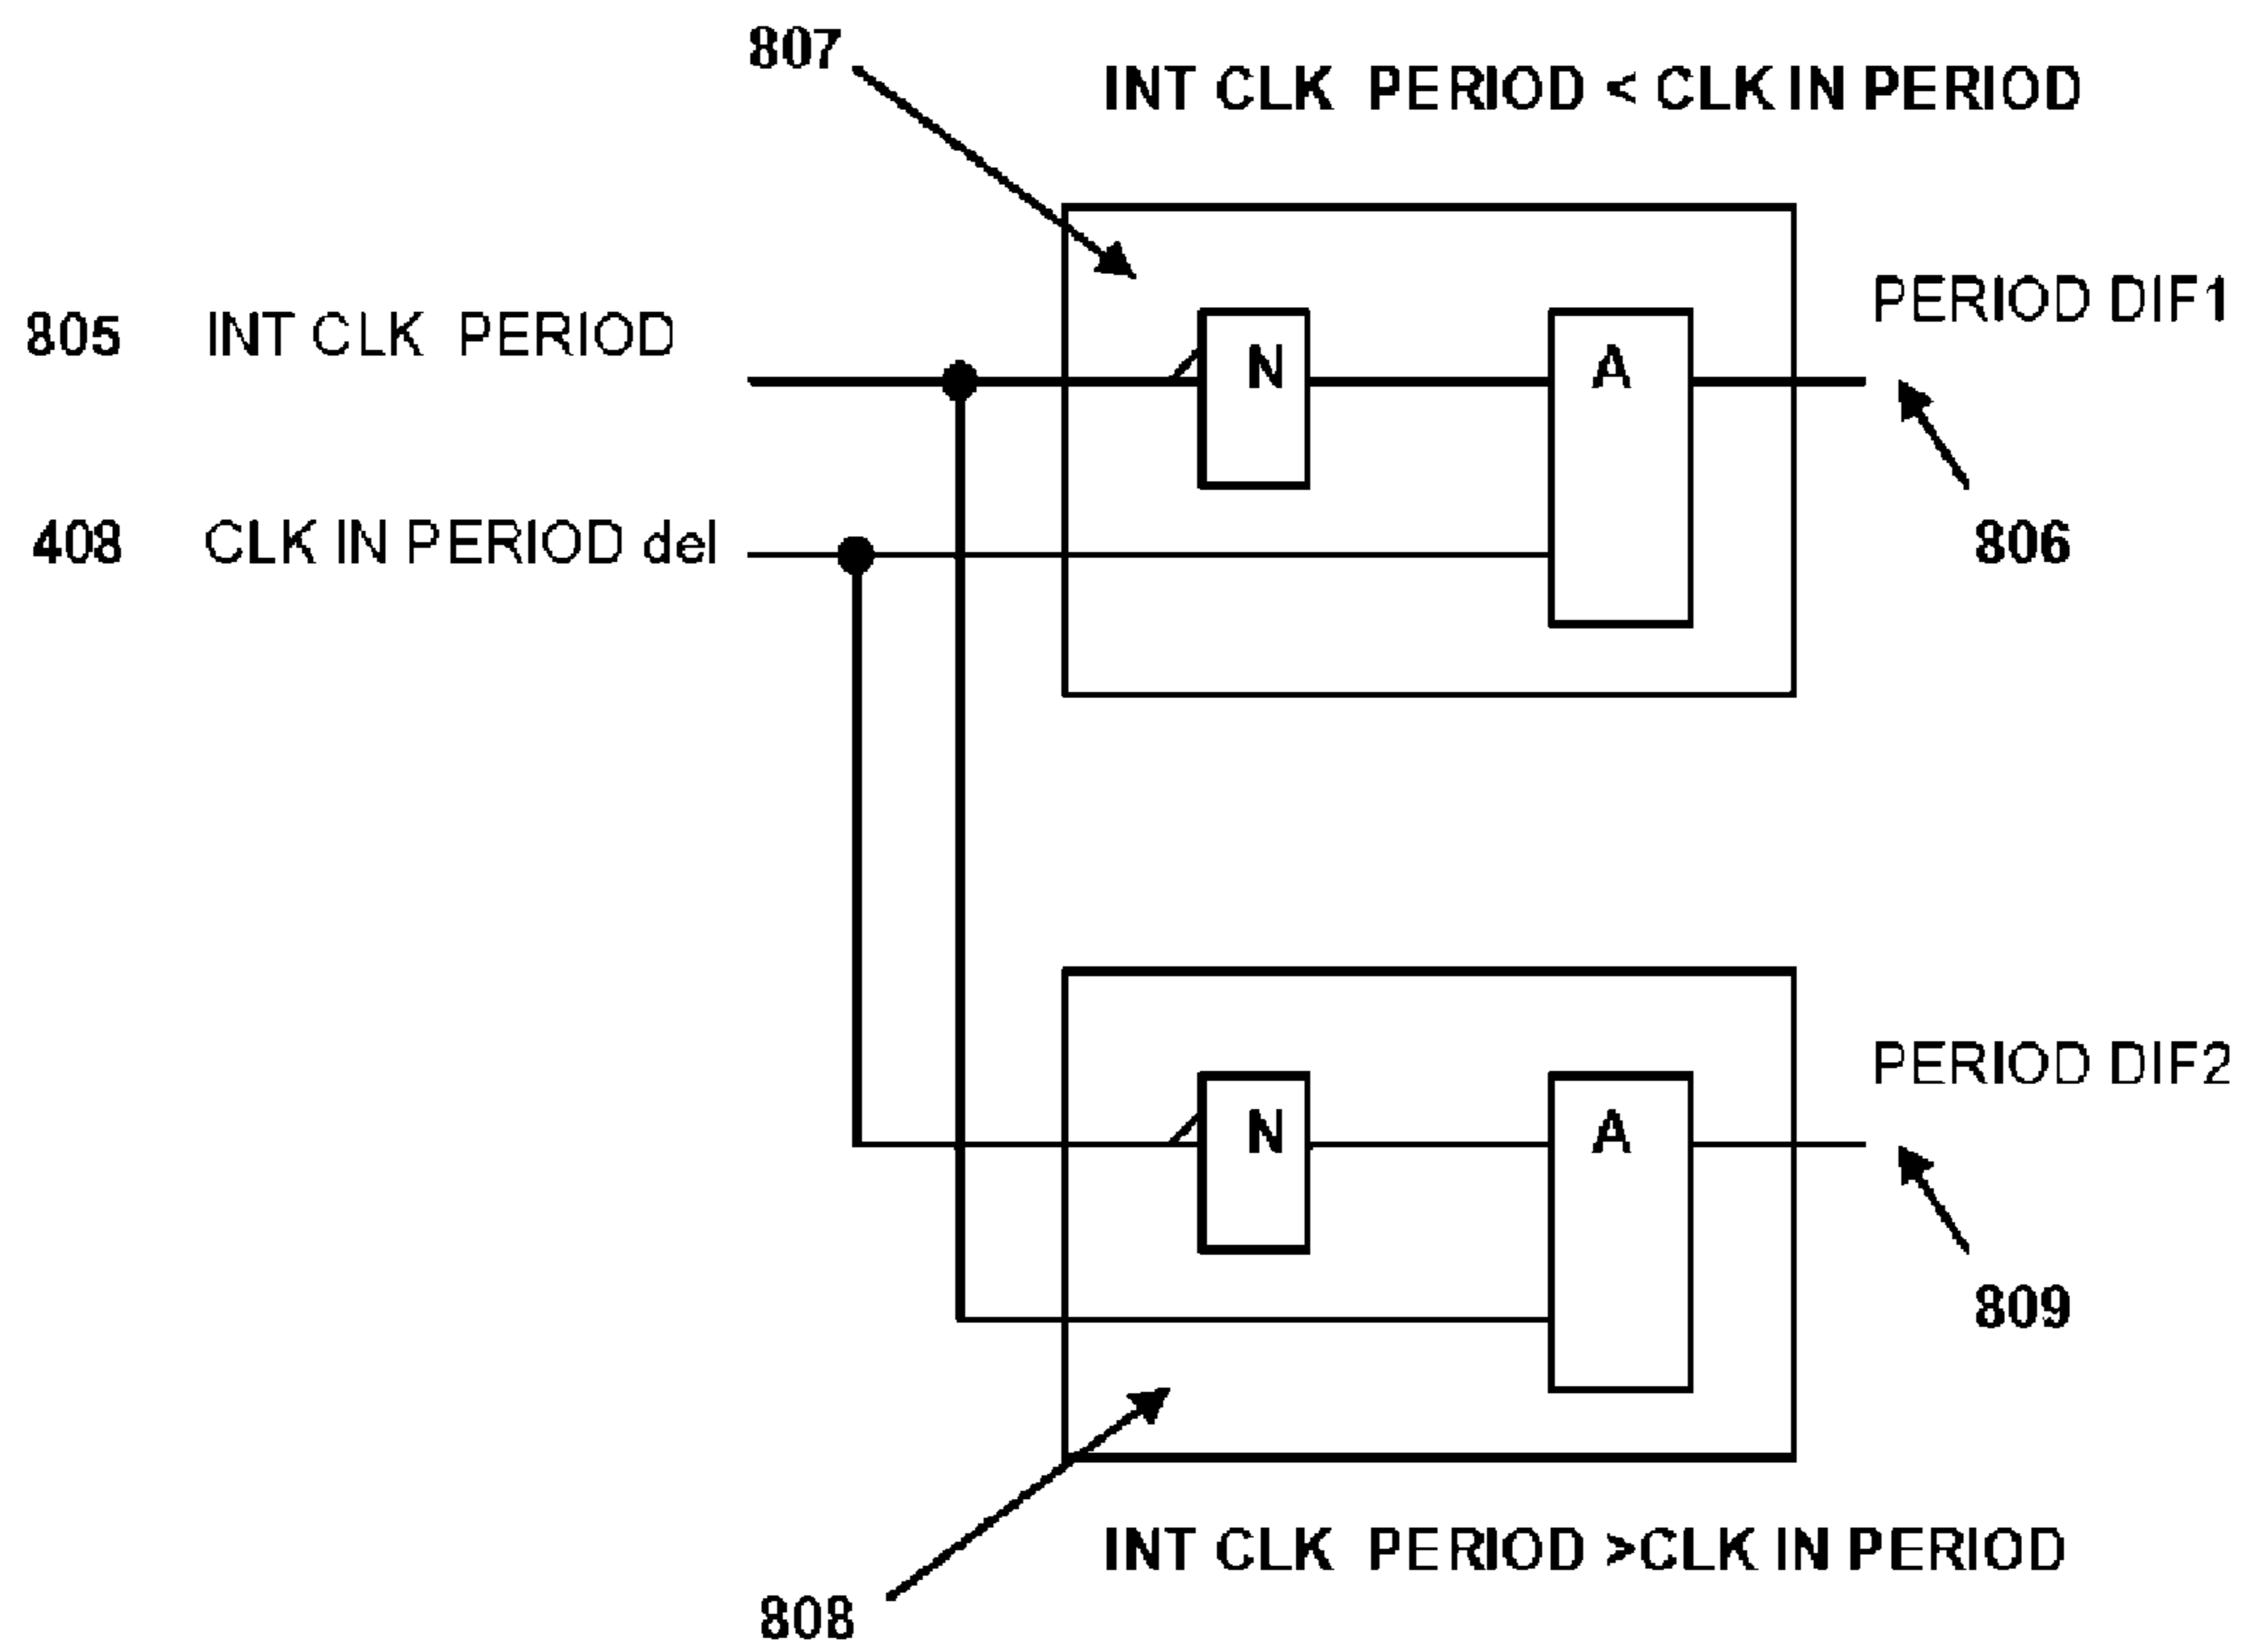 807
INT CLK PERIOD < CLK IN PERIOD
PERIOD DIF1
805 INT CLK PERIOD
N
A
408 CLK IN PERIOD del
806
PERIOD DIF2
N
A
809
INT CLK PERIOD >CLK IN PERIOD
808